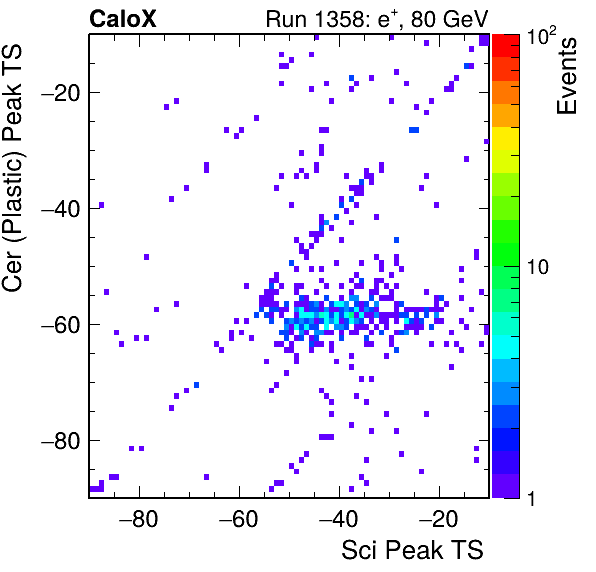 CaloX Run 1358: e⁺, 80 GeV
Cer (Plastic) Peak TS
−20
−40
−60
−80
−80 −60 −40 −20
Sci Peak TS
10²
10
1
Events